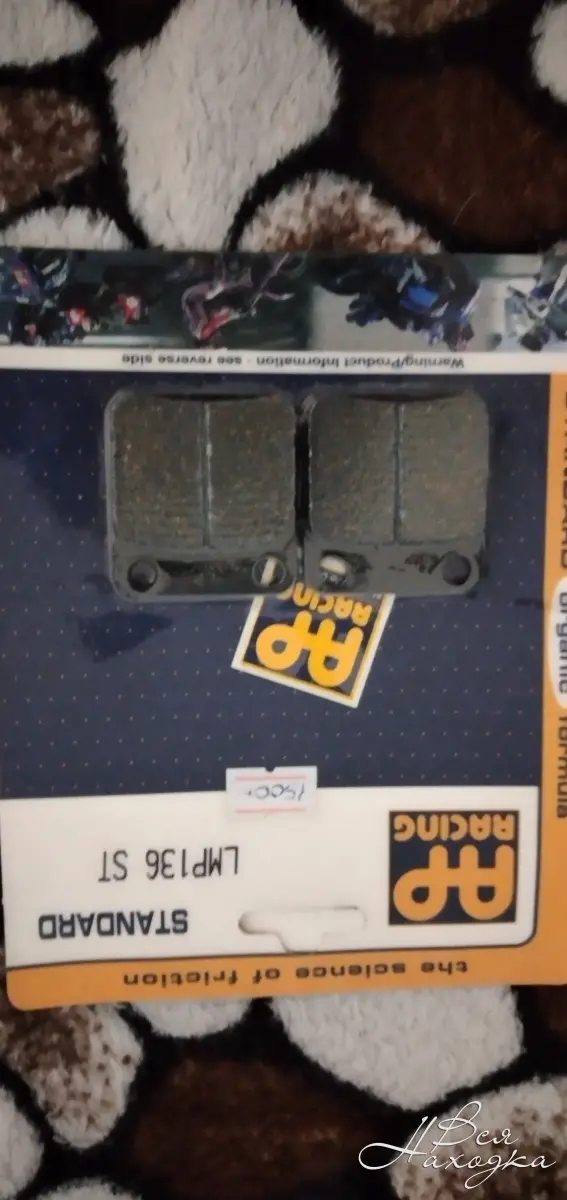 the science of friction
AP
RACING
STANDARD
LMP136 ST
1500-
AP
RACING
STANDARD organic formula
Warning/Product Information - see reverse side
Вся
Находка